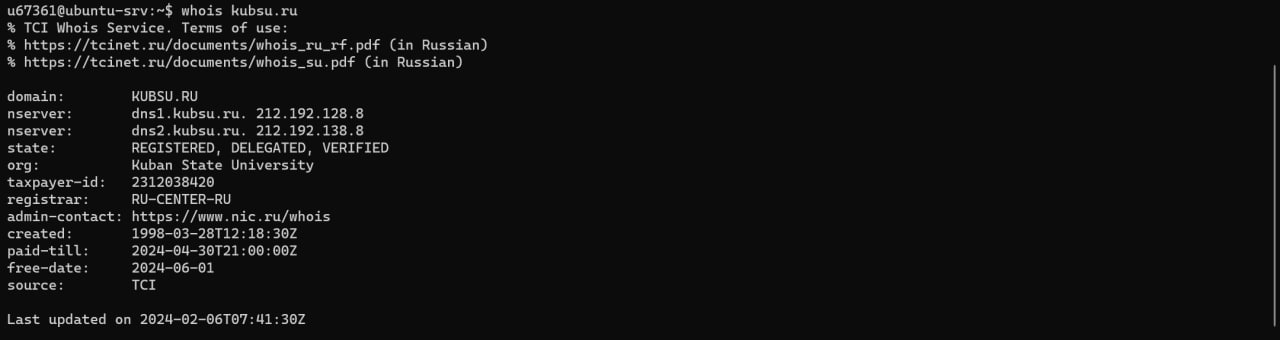 u67361@ubuntu-srv:~$ whois kubsu.ru
% TCI Whois Service. Terms of use:
% https://tcinet.ru/documents/whois_ru_rf.pdf (in Russian)
% https://tcinet.ru/documents/whois_su.pdf (in Russian)

domain:        KUBSU.RU
nserver:       dns1.kubsu.ru. 212.192.128.8
nserver:       dns2.kubsu.ru. 212.192.138.8
state:         REGISTERED, DELEGATED, VERIFIED
org:           Kuban State University
taxpayer-id:   2312038420
registrar:     RU-CENTER-RU
admin-contact: https://www.nic.ru/whois
created:       1998-03-28T12:18:30Z
paid-till:     2024-04-30T21:00:00Z
free-date:     2024-06-01
source:        TCI

Last updated on 2024-02-06T07:41:30Z